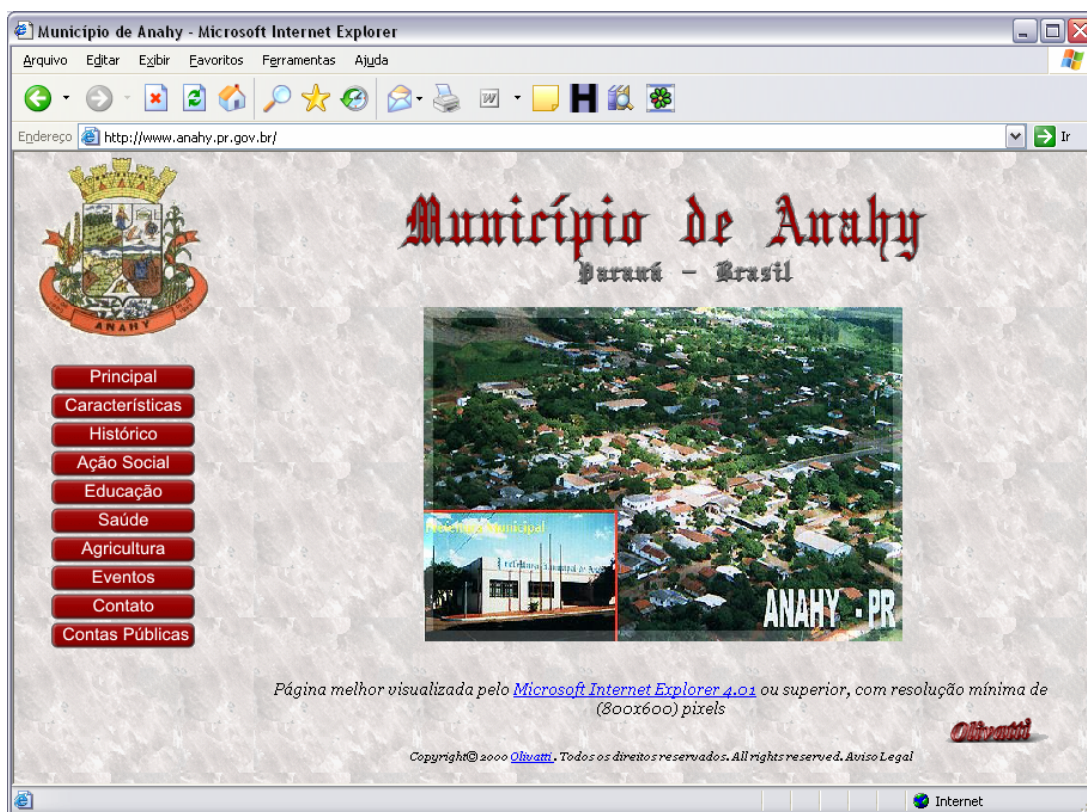 Município de Anahy - Microsoft Internet Explorer
Arquivo Editar Exibir Favoritos Ferramentas Ajuda
Endereço http://www.anahy.pr.gov.br/ Ir
ANAHY
Município de Anahy
Paraná - Brasil
Principal
Características
Histórico
Ação Social
Educação
Saúde
Agricultura
Eventos
Contato
Contas Públicas
Prefeitura Municipal
ANAHY - PR
Página melhor visualizada pelo Microsoft Internet Explorer 4.01 ou superior, com resolução mínima de
(800x600) pixels
Olivatti
Copyright© 2000 Olivatti . Todos os direitos reservados. All rights reserved. Aviso Legal
Internet